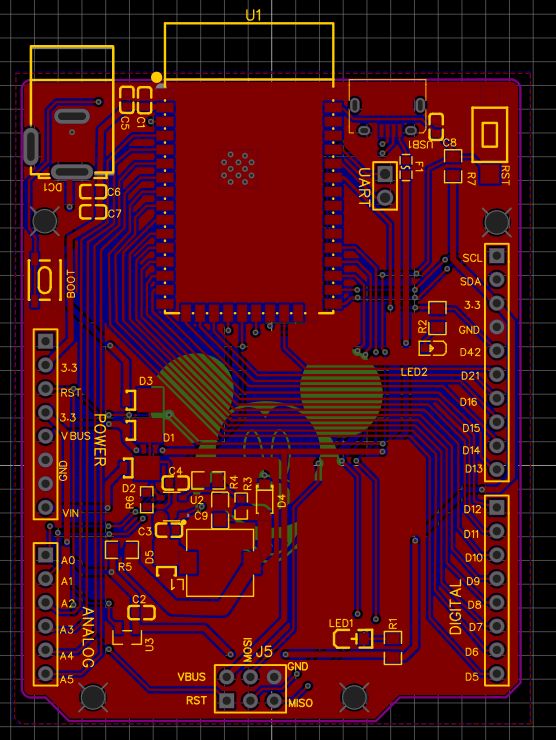 U1
C5
C1
USB1
C8
F1
R7
RST
UART
DC1
C6
C7
BOOT
SCL
SDA
3.3
GND
D42
D21
D16
D15
D14
D13
R2
LED2
3.3
RST
3.3
VBUS
GND
VIN
POWER
D3
D1
D2
R6
C4
U2
C9
R4
R3
D4
C3
D5
R5
L1
C2
U3
D12
D11
D10
D9
D8
D7
D6
D5
DIGITAL
A0
A1
A2
A3
A4
A5
ANALOG
LED1
R1
MOSI
J5
GND
VBUS
RST
MISO